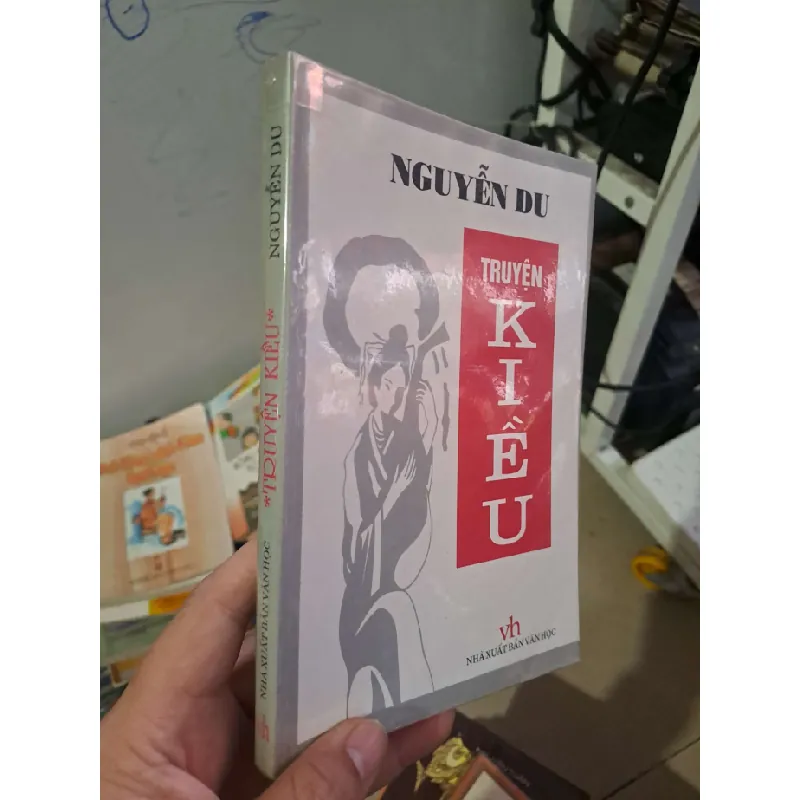 NGUYỄN DU
TRUYỆN
KIỀU
vh
NHÀ XUẤT BẢN VĂN HỌC
NGUYỄN DU
*TRUYỆN KIỀU*
NHÀ XUẤT BẢN VĂN HỌC
vh